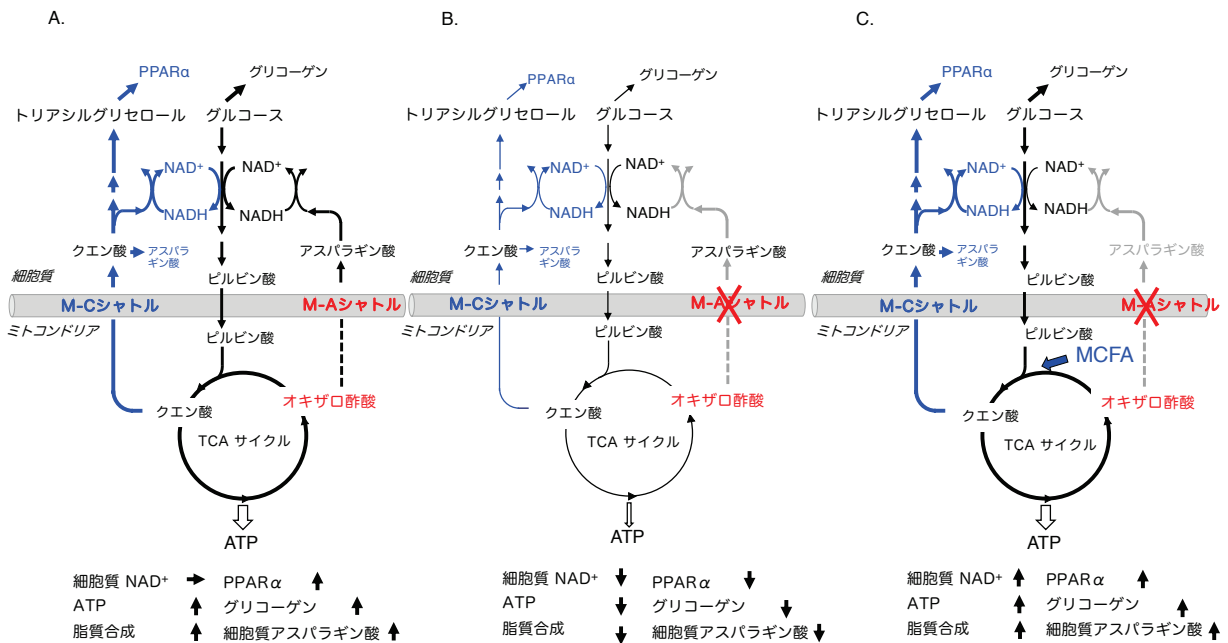 A.
PPARα
グリコーゲン
トリアシルグリセロール
グルコース
NAD⁺
NAD⁺
NADH
NADH
クエン酸
アスパラ
ギン酸
アスパラギン酸
細胞質
ピルビン酸
M-Cシャトル
M-Aシャトル
ミトコンドリア
ピルビン酸
クエン酸
オキザロ酢酸
TCA サイクル
ATP
細胞質 NAD⁺ → PPARα ↑
ATP ↑ グリコーゲン ↑
脂質合成 ↑ 細胞質アスパラギン酸 ↑
B.
PPARα
グリコーゲン
トリアシルグリセロール
グルコース
NAD⁺
NAD⁺
NADH
NADH
クエン酸
アスパラ
ギン酸
アスパラギン酸
細胞質
ピルビン酸
M-Cシャトル
M-Aシャトル
ミトコンドリア
ピルビン酸
クエン酸
オキザロ酢酸
TCA サイクル
ATP
細胞質 NAD⁺ ↓ PPARα ↓
ATP ↓ グリコーゲン ↓
脂質合成 ↓ 細胞質アスパラギン酸 ↓
C.
PPARα
グリコーゲン
トリアシルグリセロール
グルコース
NAD⁺
NAD⁺
NADH
NADH
クエン酸
アスパラ
ギン酸
アスパラギン酸
細胞質
ピルビン酸
M-Cシャトル
M-Aシャトル
ミトコンドリア
ピルビン酸
MCFA
クエン酸
オキザロ酢酸
TCA サイクル
ATP
細胞質 NAD⁺ ↑ PPARα ↑
ATP ↑ グリコーゲン ↑
脂質合成 ↑ 細胞質アスパラギン酸 ↑